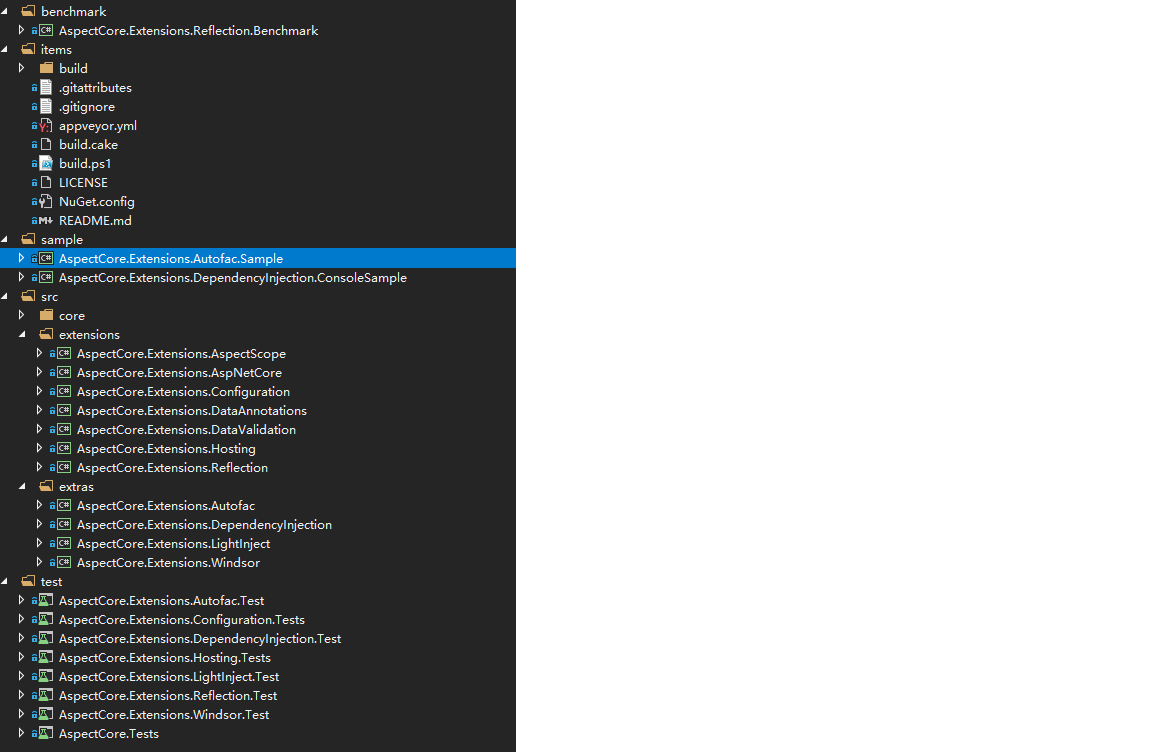 benchmark
AspectCore.Extensions.Reflection.Benchmark
items
build
.gitattributes
.gitignore
appveyor.yml
build.cake
build.ps1
LICENSE
NuGet.config
README.md
sample
AspectCore.Extensions.Autofac.Sample
AspectCore.Extensions.DependencyInjection.ConsoleSample
src
core
extensions
AspectCore.Extensions.AspectScope
AspectCore.Extensions.AspNetCore
AspectCore.Extensions.Configuration
AspectCore.Extensions.DataAnnotations
AspectCore.Extensions.DataValidation
AspectCore.Extensions.Hosting
AspectCore.Extensions.Reflection
extras
AspectCore.Extensions.Autofac
AspectCore.Extensions.DependencyInjection
AspectCore.Extensions.LightInject
AspectCore.Extensions.Windsor
test
AspectCore.Extensions.Autofac.Test
AspectCore.Extensions.Configuration.Tests
AspectCore.Extensions.DependencyInjection.Test
AspectCore.Extensions.Hosting.Tests
AspectCore.Extensions.LightInject.Test
AspectCore.Extensions.Reflection.Test
AspectCore.Extensions.Windsor.Test
AspectCore.Tests